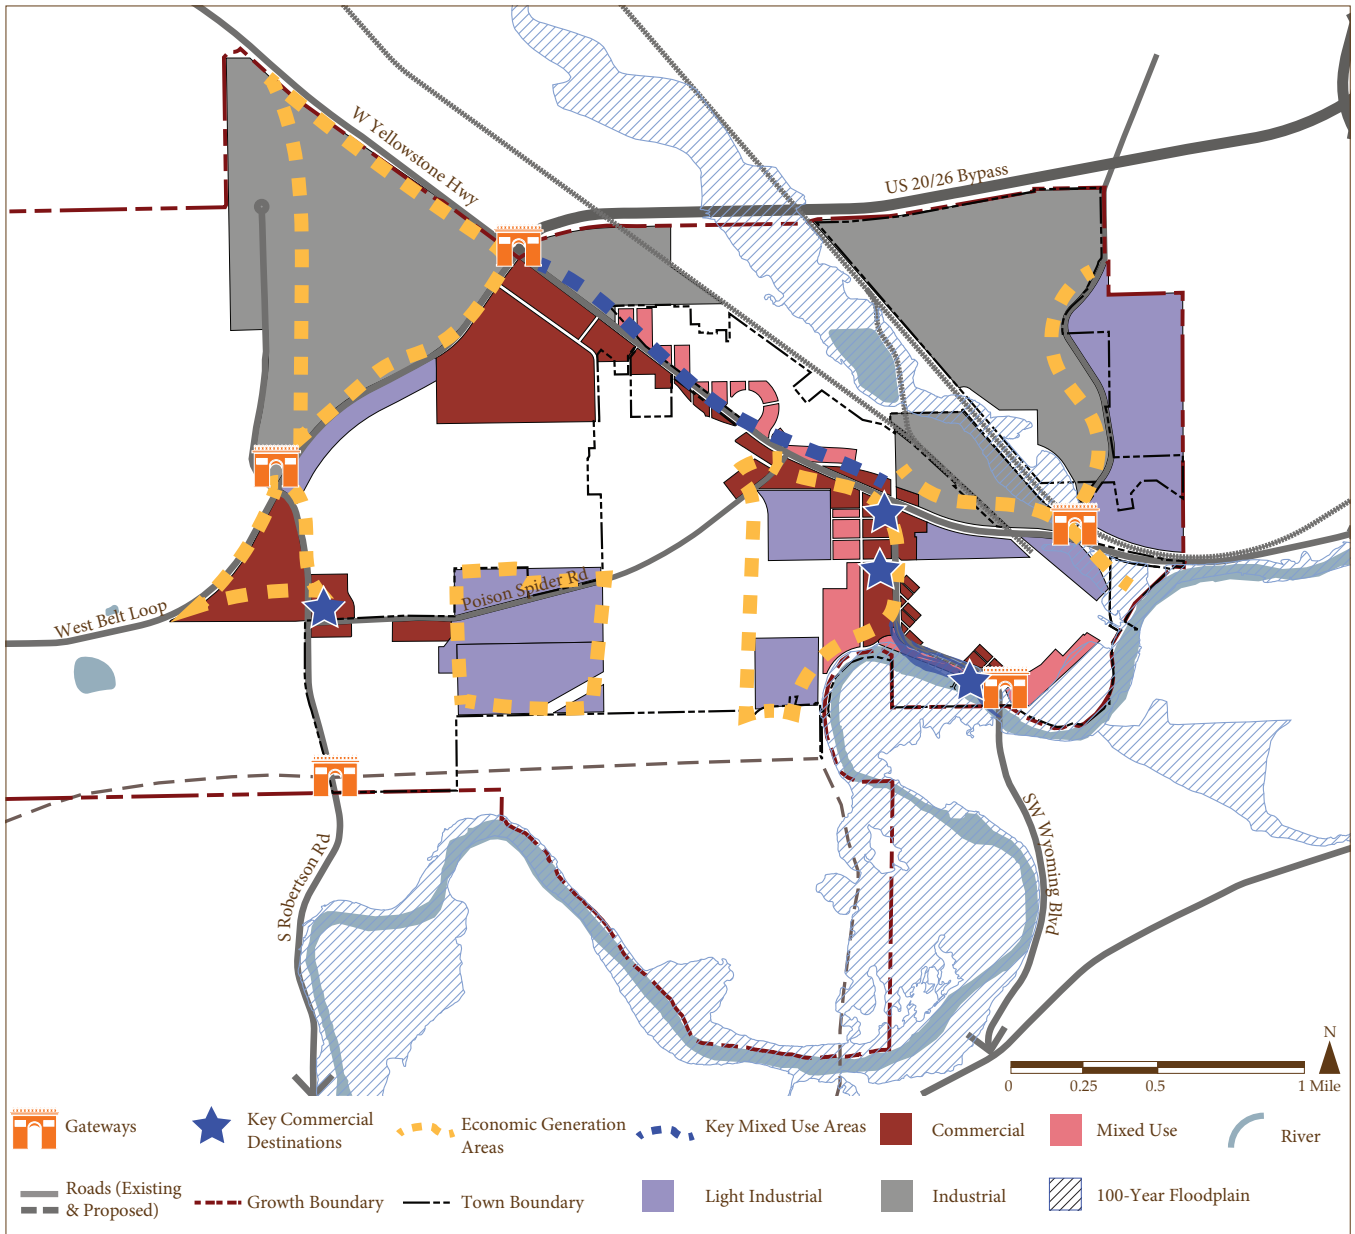 W Yellowstone Hwy
US 20/26 Bypass
Poison Spider Rd
West Belt Loop
S Robertson Rd
SW Wyoming Blvd
N
0
0.25
0.5
1 Mile
Gateways
Key Commercial
Destinations
Economic Generation
Areas
Key Mixed Use Areas
Commercial
Mixed Use
River
Roads (Existing
& Proposed)
Growth Boundary
Town Boundary
Light Industrial
Industrial
100-Year Floodplain